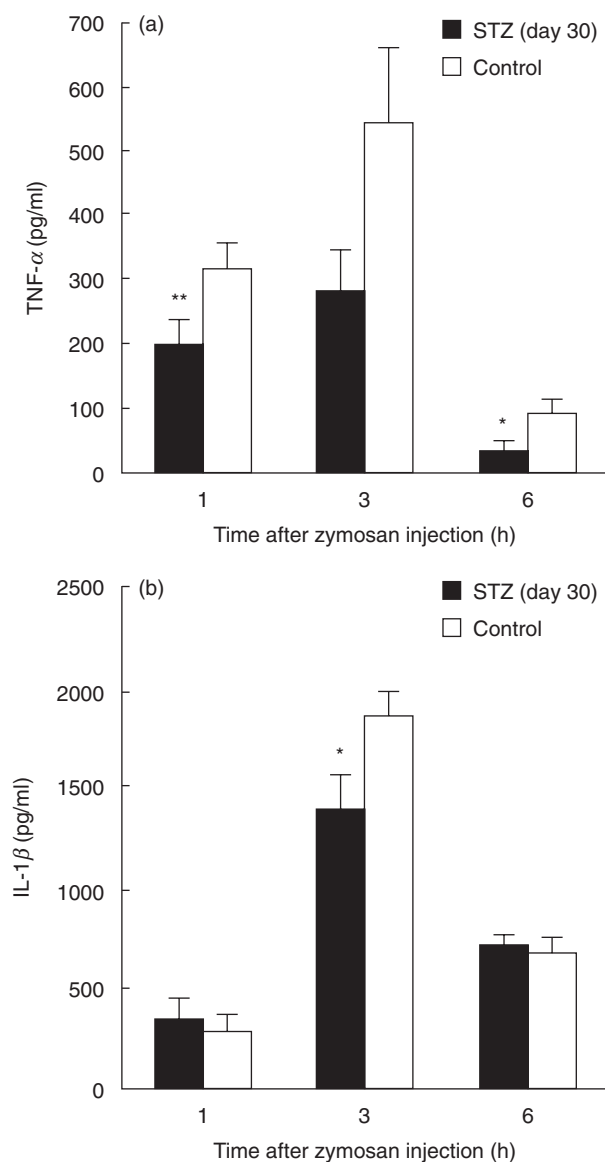 (a)
STZ (day 30)
Control
700
600
500
400
300
200
100
0
TNF-α (pg/ml)
**
*
1 3 6
Time after zymosan injection (h)
(b)
STZ (day 30)
Control
2500
2000
1500
1000
500
0
IL-1β (pg/ml)
*
1 3 6
Time after zymosan injection (h)